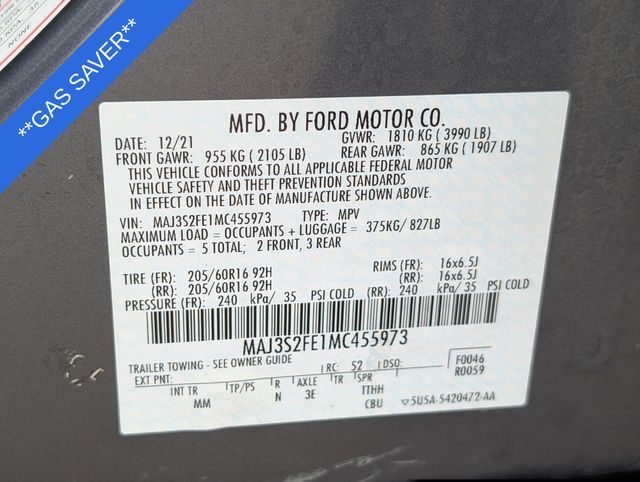 KPA / 35
NONE
**GAS SAVER**
MFD. BY FORD MOTOR CO.
DATE: 12/21 GVWR: 1810 KG ( 3990 LB)
FRONT GAWR: 955 KG ( 2105 LB) REAR GAWR: 865 KG ( 1907 LB)
THIS VEHICLE CONFORMS TO ALL APPLICABLE FEDERAL MOTOR
VEHICLE SAFETY AND THEFT PREVENTION STANDARDS
IN EFFECT ON THE DATE OF MANUFACTURE SHOWN ABOVE.
VIN: MAJ3S2FE1MC455973 TYPE: MPV
MAXIMUM LOAD = OCCUPANTS + LUGGAGE = 375KG/ 827LB
OCCUPANTS = 5 TOTAL; 2 FRONT, 3 REAR
TIRE (FR): 205/60R16 92H RIMS (FR): 16x6.5J
(RR): 205/60R16 92H (RR): 16x6.5J
PRESSURE (FR): 240 kPa/ 35 PSI COLD (RR): 240 kPa/ 35 PSI COLD
MAJ3S2FE1MC455973
TRAILER TOWING - SEE OWNER GUIDE
EXT PNT: RC: 52 DSO: F0046
R0059
INT TR TP/PS R AXLE TR SPR
MM N 3E TTHH
CBU 5U5A-5420472-AA